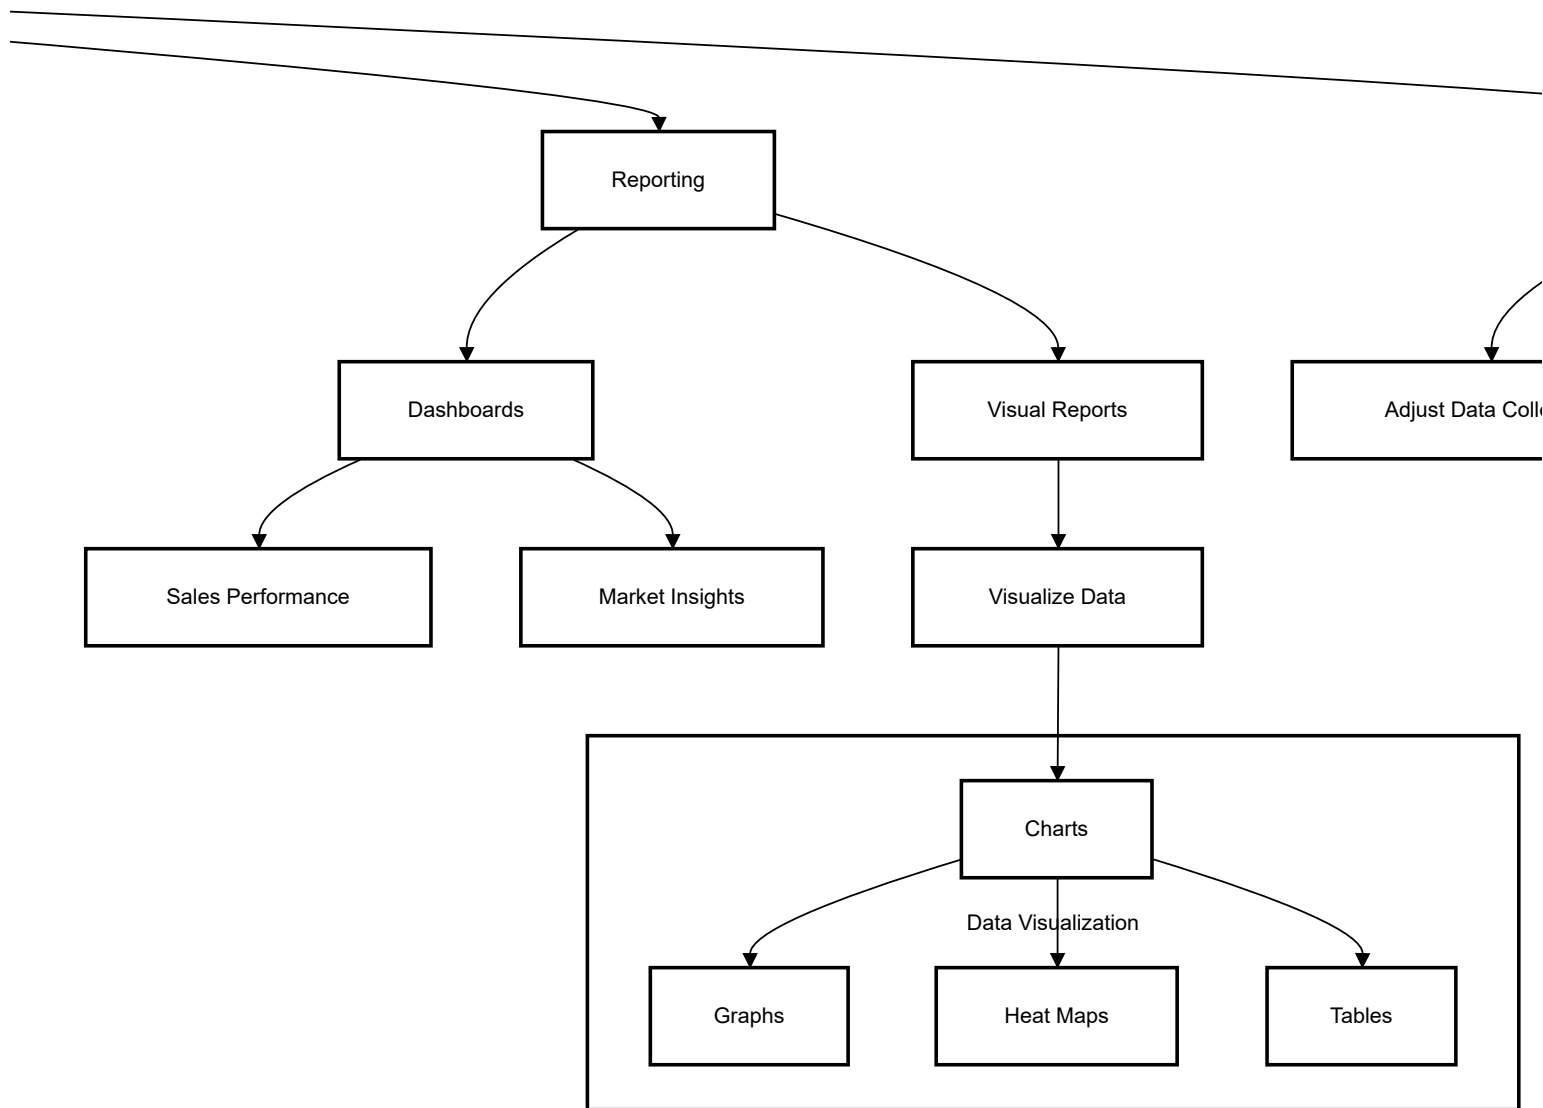 Reporting
Dashboards
Visual Reports
Adjust Data
Sales Performance
Market Insights
Visualize Data
Charts
Data Visualization
Graphs
Heat Maps
Tables